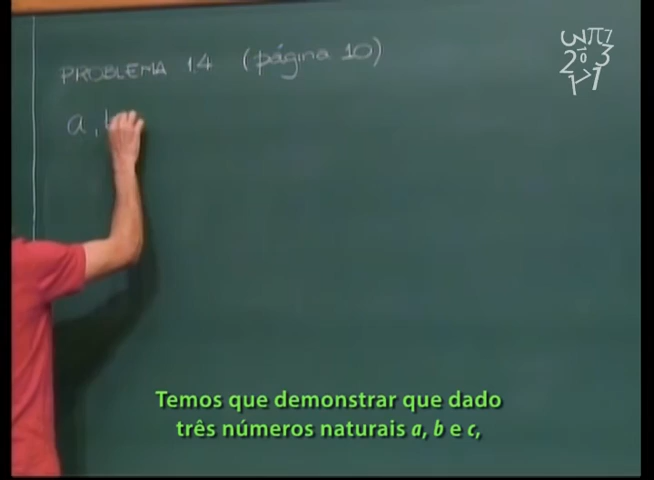 PROBLEMA 1.4 (página 10)
a, b
Temos que demonstrar que dado
três números naturais a, b e c,